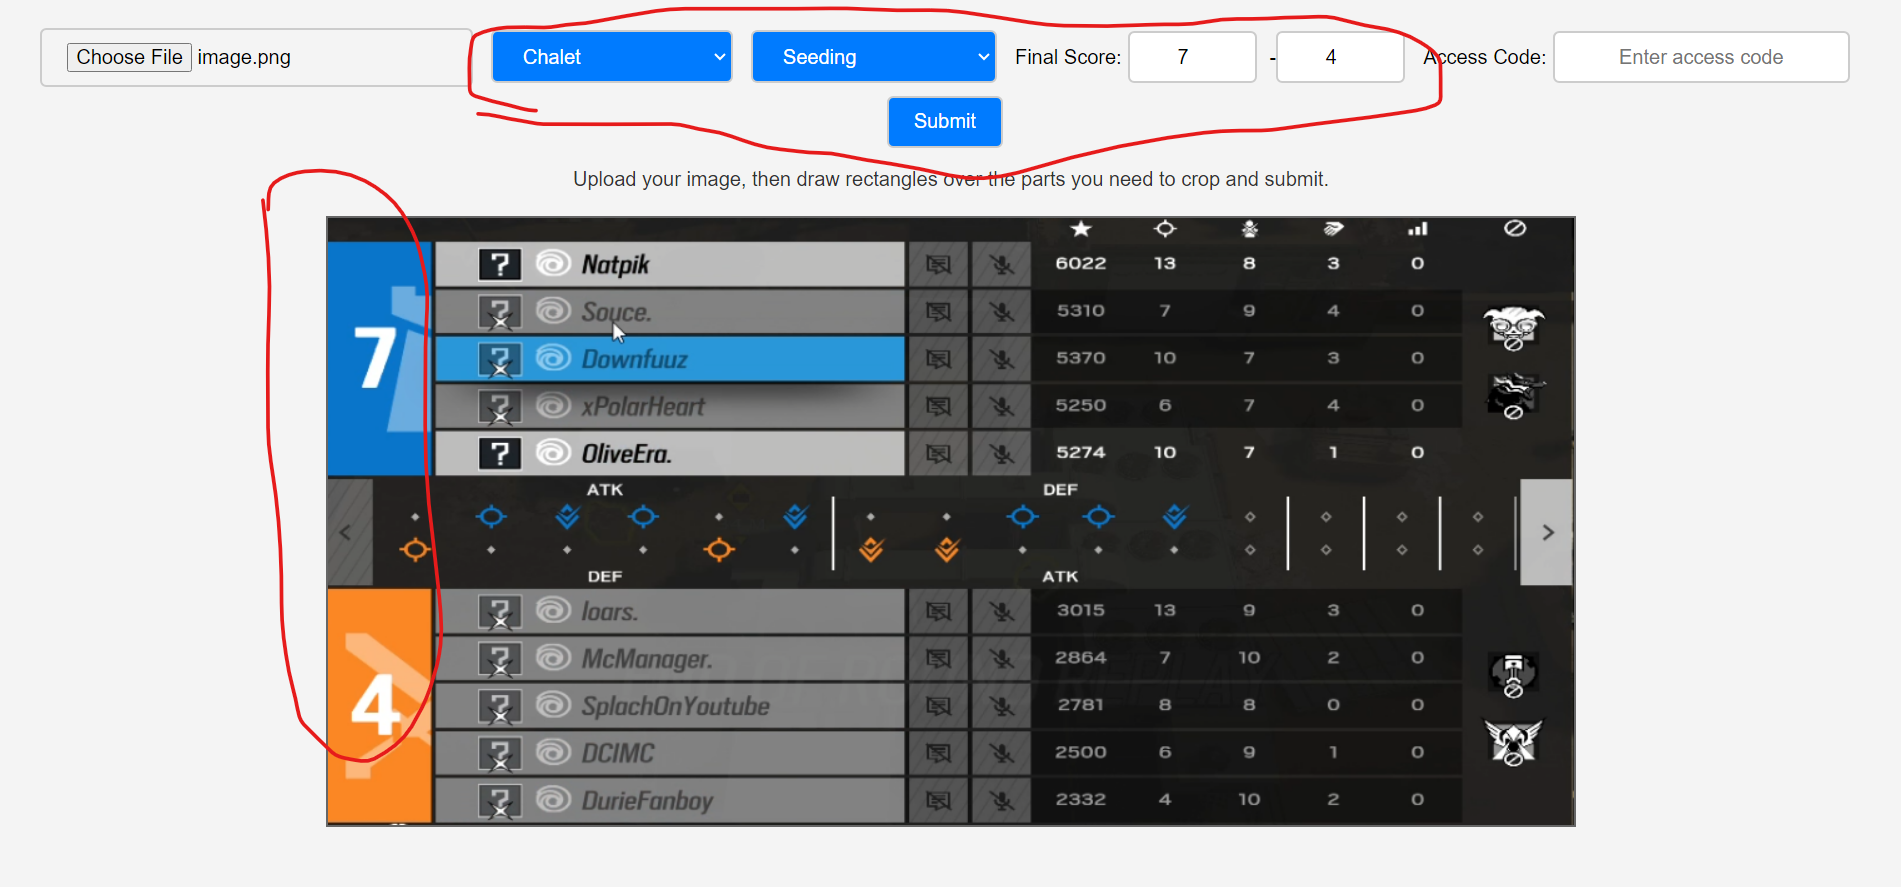 Choose File image.png Chalet Seeding Final Score: 7 - 4 Access Code: Enter access code
Submit
Upload your image, then draw rectangles over the parts you need to crop and submit.
7
? Natpik 6022 13 8 3 0
? Souce. 5310 7 9 4 0
? Downfuuz 5370 10 7 3 0
? xPolarHeart 5250 6 7 4 0
? OliveEra. 5274 10 7 1 0
ATK DEF
< >
DEF ATK
4
? loars. 3015 13 9 3 0
? McManager. 2864 7 10 2 0
? SplachOnYoutube 2781 8 8 0 0
? DCIMC 2500 6 9 1 0
? DurieFanboy 2332 4 10 2 0